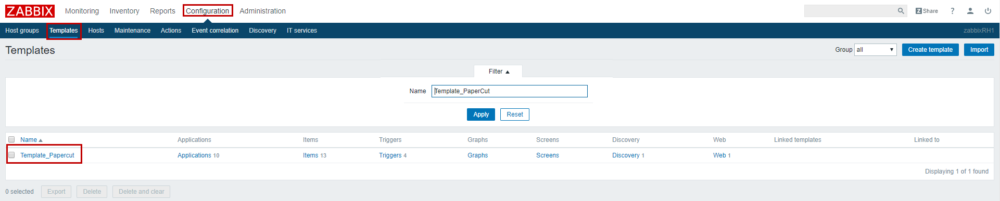 ZABBIX Monitoring Inventory Reports Configuration Administration Z Share ?
Host groups Templates Hosts Maintenance Actions Event correlation Discovery IT services zabbixRH1
Templates Group all Create template Import
Filter
Name Template_PaperCut
Apply Reset
Name Applications Items Triggers Graphs Screens Discovery Web Linked templates Linked to
Template_Papercut Applications 10 Items 13 Triggers 4 Graphs Screens Discovery 1 Web 1
Displaying 1 of 1 found
0 selected Export Delete Delete and clear